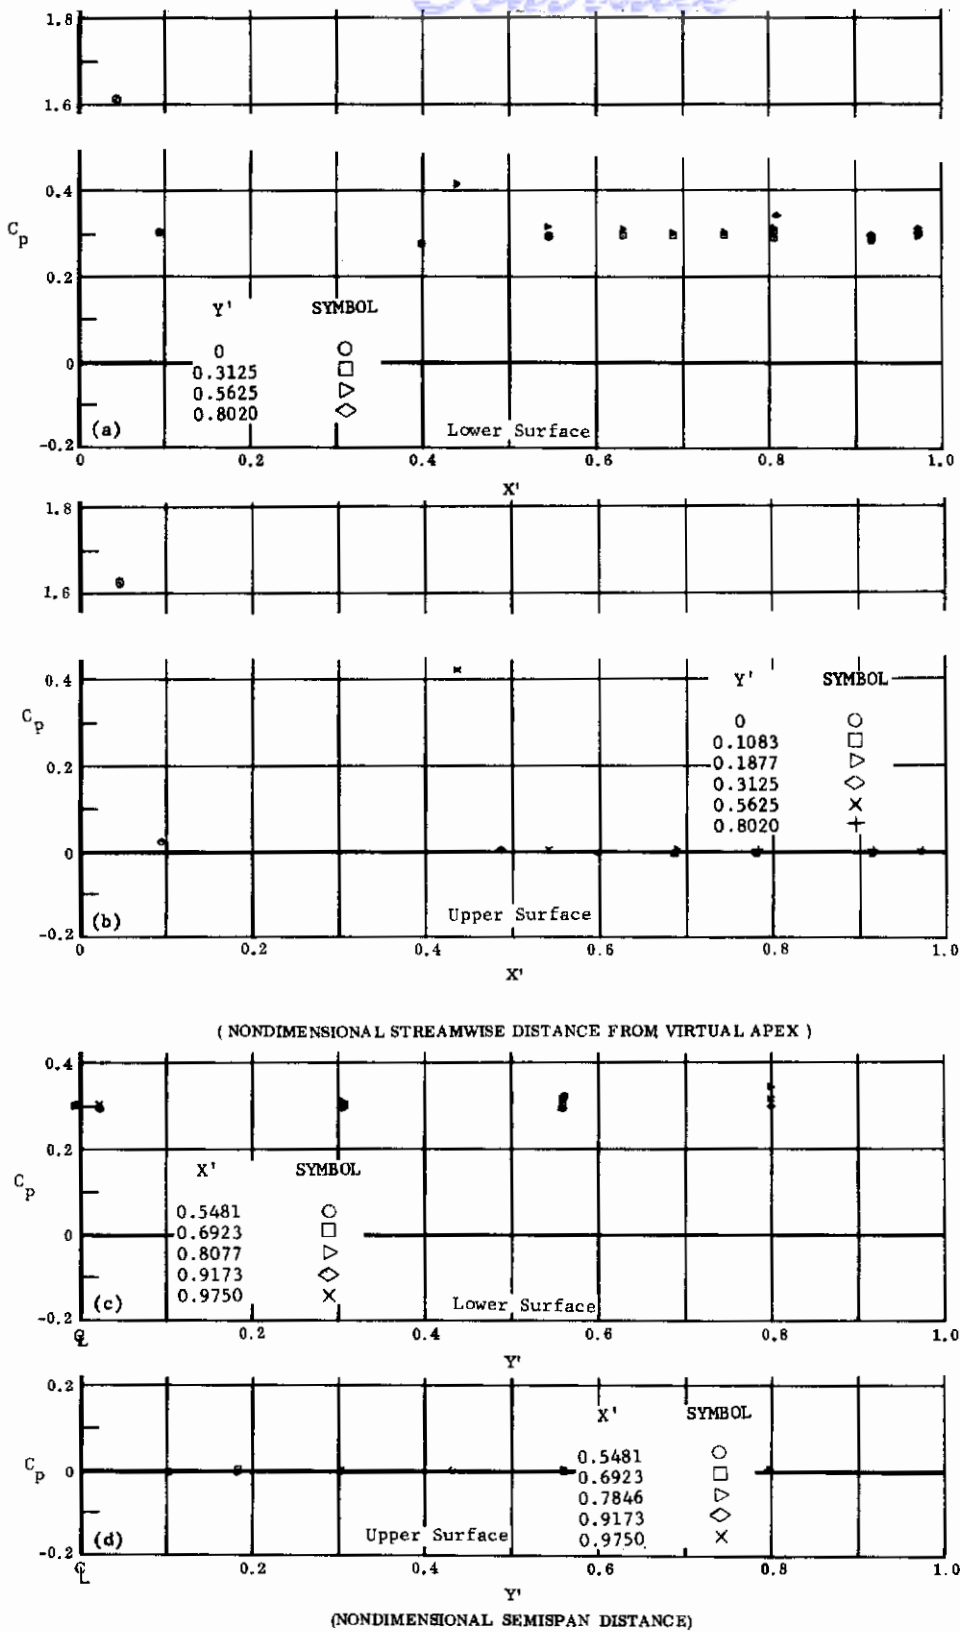 1.8
1.6
0.4
C_p
0.2
Y' SYMBOL
0 ○
0.3125 □
0.5625 ▷
0.8020 ◇
0
-0.2
(a)
Lower Surface
0 0.2 0.4 0.6 0.8 1.0
X'
1.8
1.6
0.4
C_p
0.2
Y' SYMBOL
0 ○
0.1083 □
0.1877 ▷
0.3125 ◇
0.5625 ×
0.8020 +
0
-0.2
(b)
Upper Surface
0 0.2 0.4 0.6 0.8 1.0
X'
( NONDIMENSIONAL STREAMWISE DISTANCE FROM VIRTUAL APEX )
0.4
0.2
C_p
X' SYMBOL
0.5481 ○
0.6923 □
0.8077 ▷
0.9173 ◇
0.9750 ×
0
-0.2
(c)
Lower Surface
℄ 0.2 0.4 0.6 0.8 1.0
Y'
0.2
C_p
0
X' SYMBOL
0.5481 ○
0.6923 □
0.7846 ▷
0.9173 ◇
0.9750 ×
-0.2
(d)
Upper Surface
℄ 0.2 0.4 0.6 0.8 1.0
Y'
(NONDIMENSIONAL SEMISPAN DISTANCE)